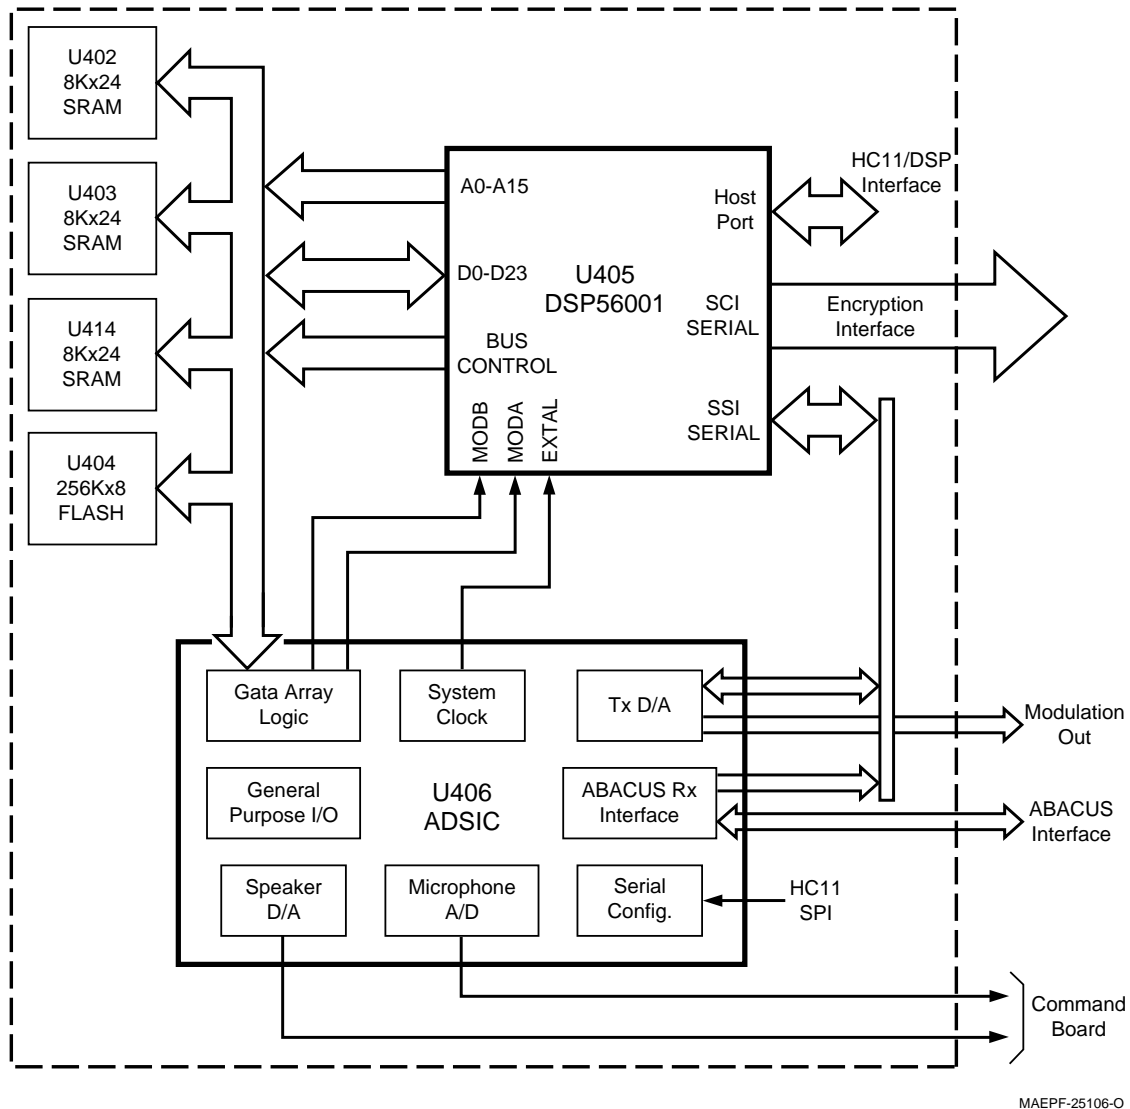 U402
8Kx24
SRAM
U403
8Kx24
SRAM
U414
8Kx24
SRAM
U404
256Kx8
FLASH
A0-A15
D0-D23
BUS
CONTROL
MODB
MODA
EXTAL
U405
DSP56001
Host
Port
SCI
SERIAL
SSI
SERIAL
HC11/DSP
Interface
Encryption
Interface
Gata Array
Logic
System
Clock
Tx D/A
General
Purpose I/O
U406
ADSIC
ABACUS Rx
Interface
Speaker
D/A
Microphone
A/D
Serial
Config.
HC11
SPI
Modulation
Out
ABACUS
Interface
Command
Board
MAEPF-25106-O